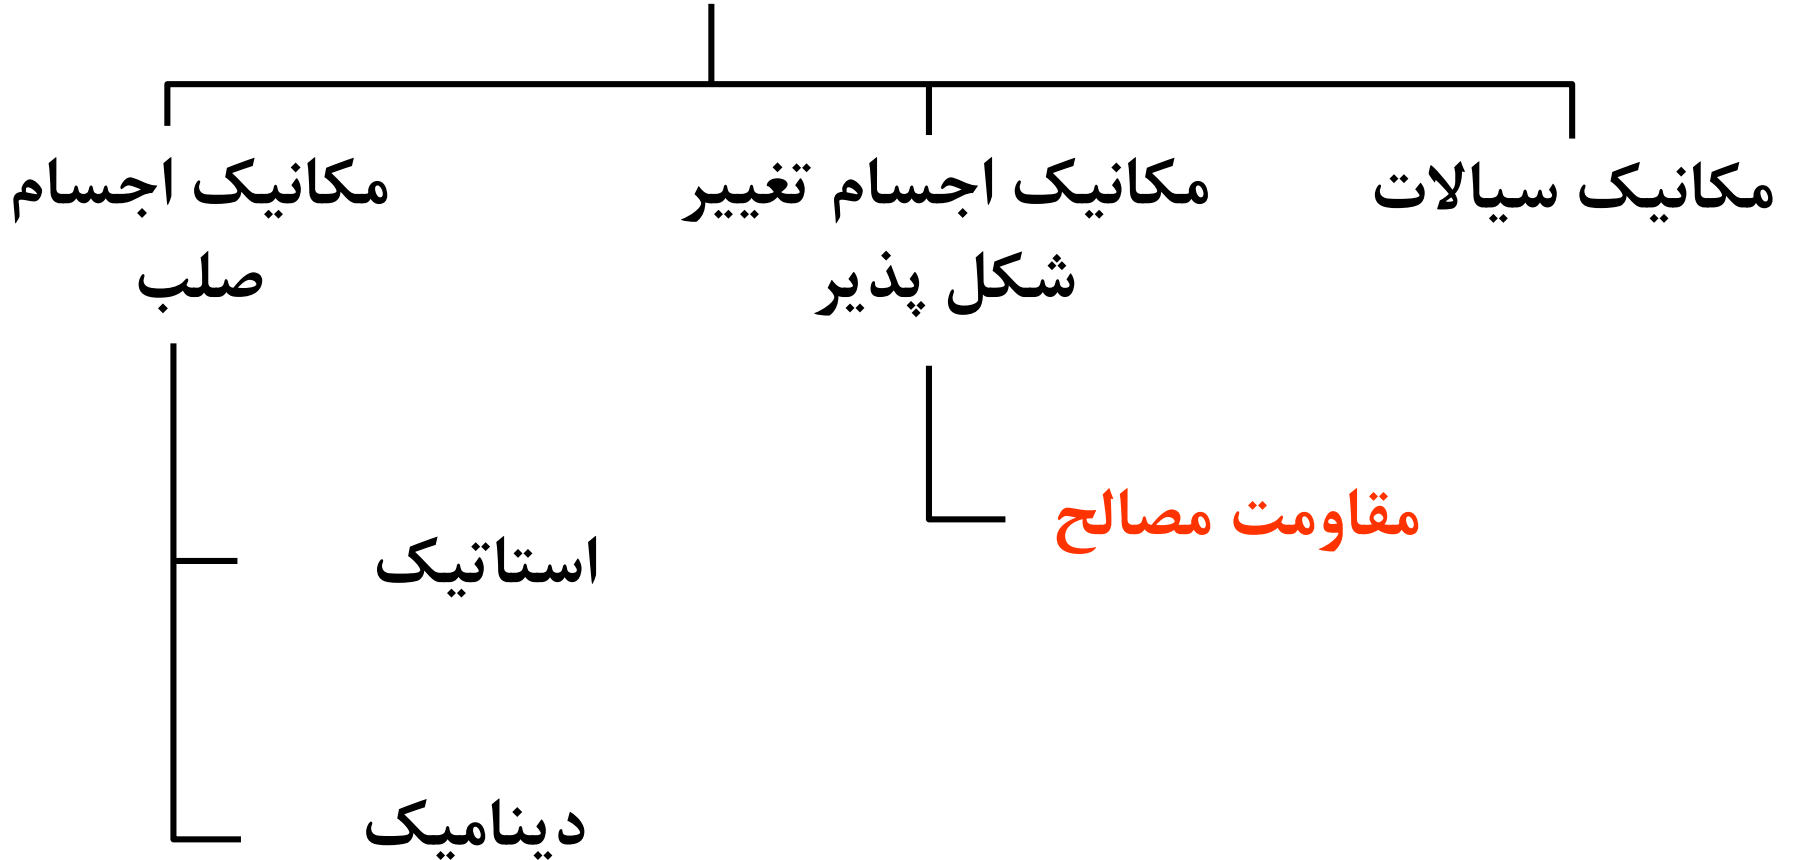 مکانیک سیالات
مکانیک اجسام تغییر
شکل پذیر
مکانیک اجسام
صلب
مقاومت مصالح
استاتیک
دینامیک